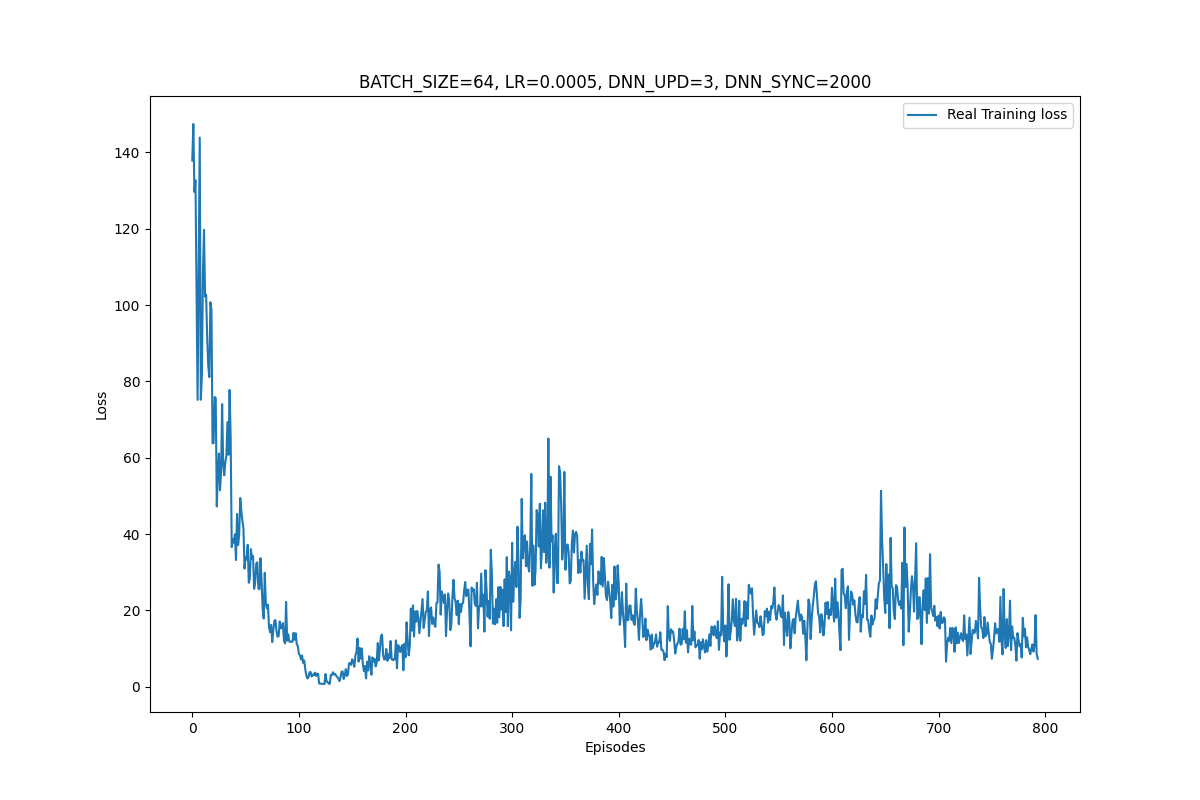 BATCH_SIZE=64, LR=0.0005, DNN_UPD=3, DNN_SYNC=2000
Real Training loss
140
120
100
80
60
40
20
0
Loss
0 100 200 300 400 500 600 700 800
Episodes